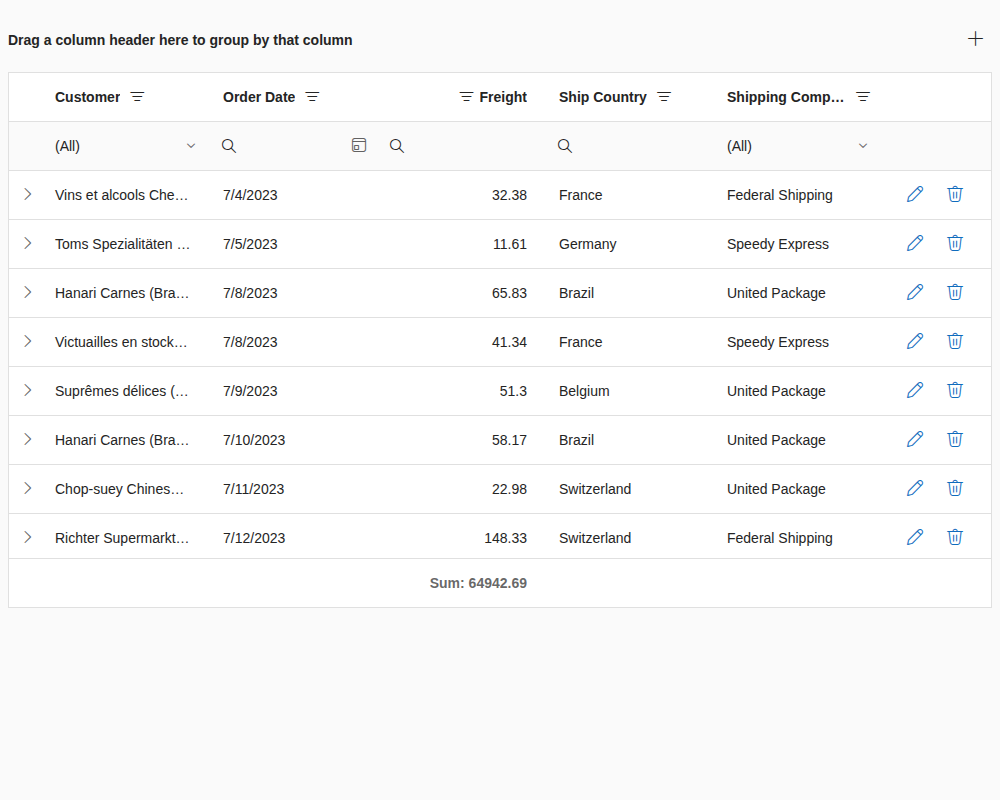 Drag a column header here to group by that column
Customer Order Date Freight Ship Country Shipping Comp…
(All) (All)
Vins et alcools Che… 7/4/2023 32.38 France Federal Shipping
Toms Spezialitäten … 7/5/2023 11.61 Germany Speedy Express
Hanari Carnes (Bra… 7/8/2023 65.83 Brazil United Package
Victuailles en stock… 7/8/2023 41.34 France Speedy Express
Suprêmes délices (… 7/9/2023 51.3 Belgium United Package
Hanari Carnes (Bra… 7/10/2023 58.17 Brazil United Package
Chop-suey Chines… 7/11/2023 22.98 Switzerland United Package
Richter Supermarkt… 7/12/2023 148.33 Switzerland Federal Shipping
Sum: 64942.69